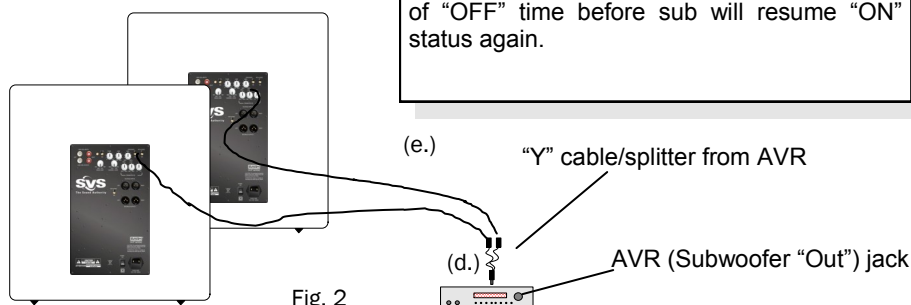 of “OFF” time before sub will resume “ON”
status again.
(e.)
“Y” cable/splitter from AVR
SVS
SVS
(d.)
AVR (Subwoofer “Out”) jack
Fig. 2